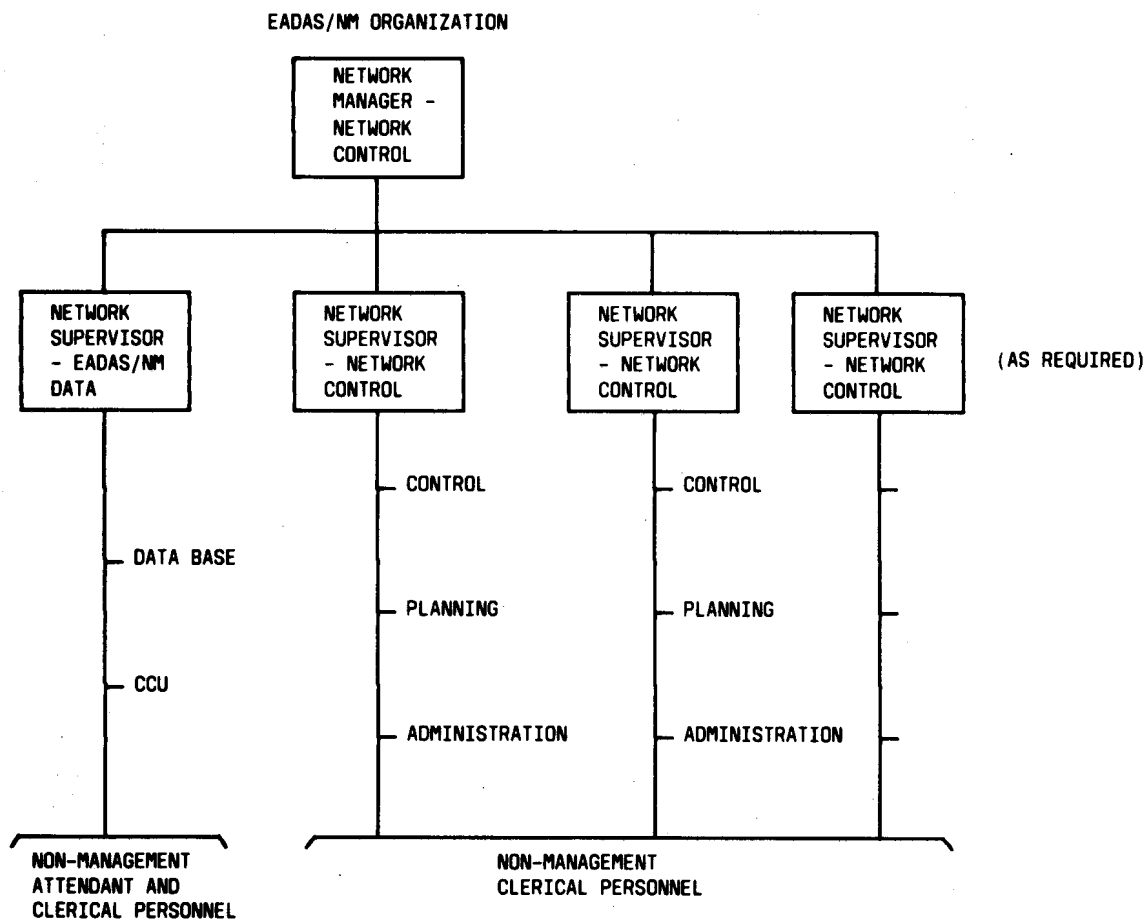 EADAS/NM ORGANIZATION
NETWORK
MANAGER -
NETWORK
CONTROL
NETWORK
SUPERVISOR
- EADAS/NM
DATA
NETWORK
SUPERVISOR
- NETWORK
CONTROL
NETWORK
SUPERVISOR
- NETWORK
CONTROL
NETWORK
SUPERVISOR
- NETWORK
CONTROL
(AS REQUIRED)
DATA BASE
CCU
CONTROL
PLANNING
ADMINISTRATION
CONTROL
PLANNING
ADMINISTRATION
NON-MANAGEMENT
ATTENDANT AND
CLERICAL PERSONNEL
NON-MANAGEMENT
CLERICAL PERSONNEL